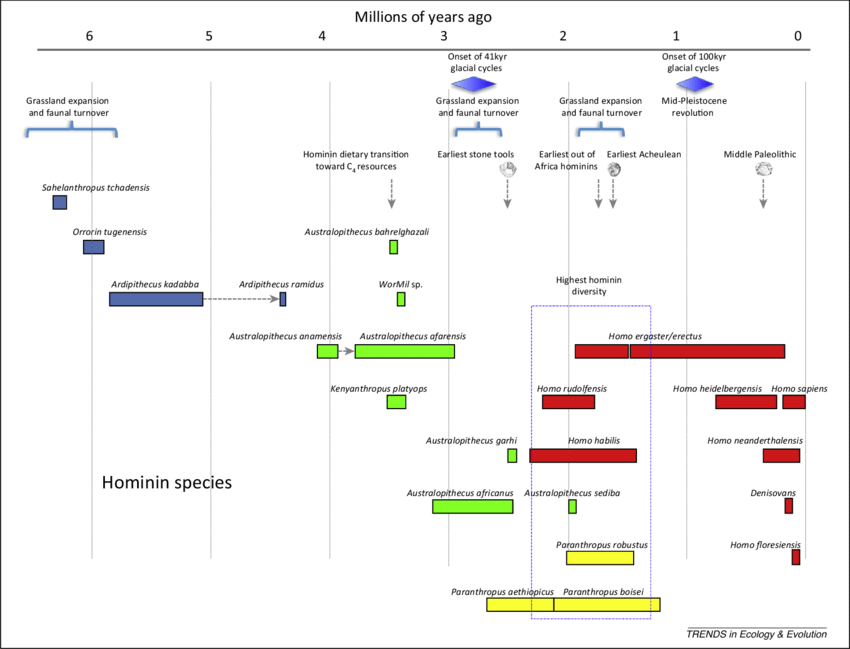 Millions of years ago
6 5 4 3 2 1 0
Onset of 41kyr
glacial cycles
Onset of 100kyr
glacial cycles
Grassland expansion
and faunal turnover
Grassland expansion
and faunal turnover
Grassland expansion
and faunal turnover
Mid-Pleistocene
revolution
Hominin dietary transition
toward C4 resources
Earliest stone tools
Earliest out of
Africa hominins
Earliest Acheulean
Middle Paleolithic
Sahelanthropus tchadensis
Orrorin tugenensis
Australopithecus bahrelghazali
Ardipithecus kadabba
Ardipithecus ramidus
WorMil sp.
Highest hominin
diversity
Australopithecus anamensis
Australopithecus afarensis
Homo ergaster/erectus
Kenyanthropus platyops
Homo rudolfensis
Homo heidelbergensis
Homo sapiens
Australopithecus garhi
Homo habilis
Homo neanderthalensis
Hominin species
Australopithecus africanus
Australopithecus sediba
Denisovans
Paranthropus robustus
Homo floresiensis
Paranthropus aethiopicus
Paranthropus boisei
TRENDS in Ecology & Evolution